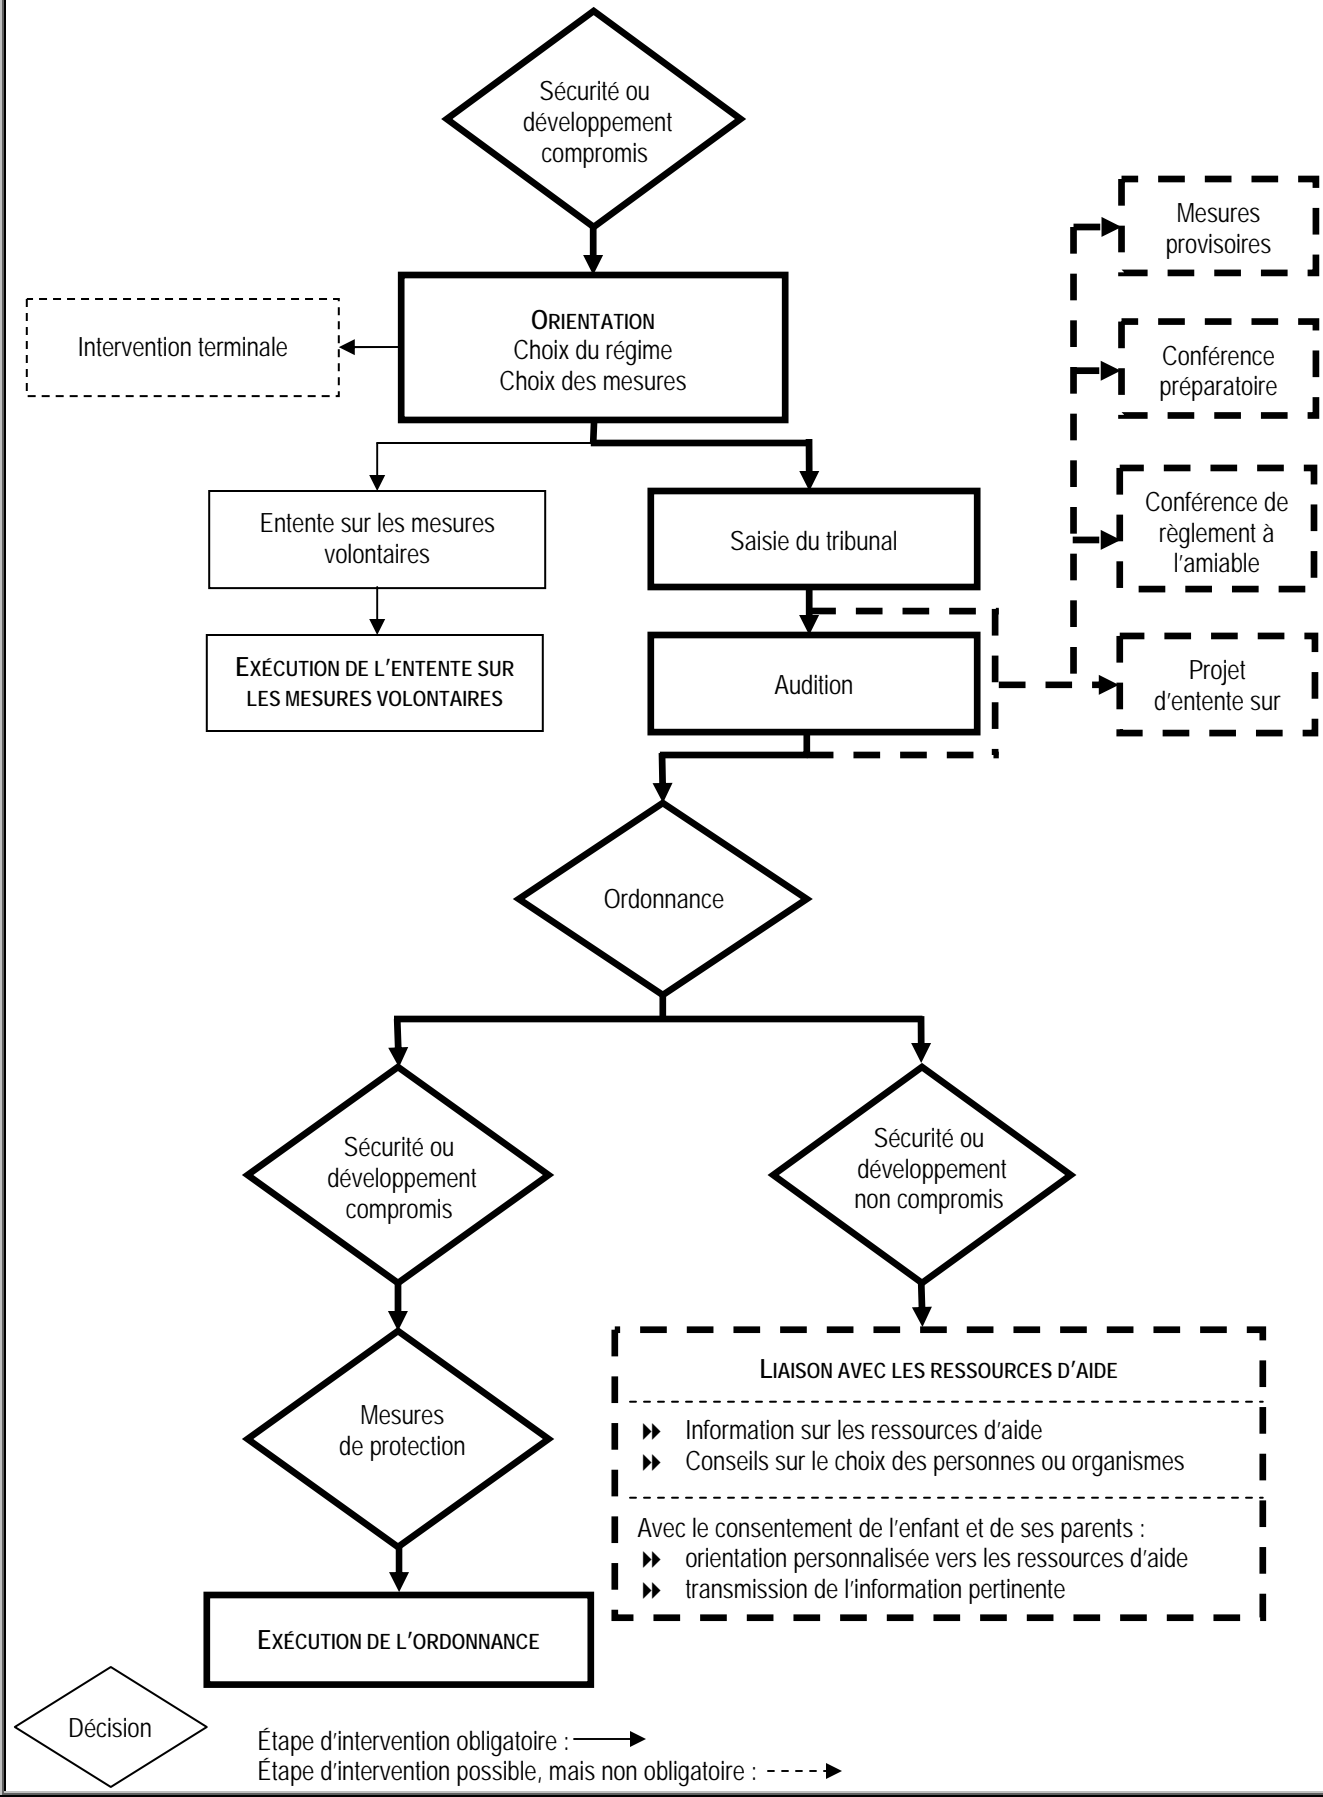 Sécurité ou
développement
compromis
Mesures
provisoires
ORIENTATION
Choix du régime
Choix des mesures
Intervention terminale
Conférence
préparatoire
Entente sur les mesures
volontaires
Saisie du tribunal
Conférence de
règlement à
l'amiable
EXÉCUTION DE L'ENTENTE SUR
LES MESURES VOLONTAIRES
Audition
Projet
d'entente sur
Ordonnance
Sécurité ou
développement
compromis
Sécurité ou
développement
non compromis
Mesures
de protection
LIAISON AVEC LES RESSOURCES D'AIDE
Information sur les ressources d'aide
Conseils sur le choix des personnes ou organismes
Avec le consentement de l'enfant et de ses parents :
orientation personnalisée vers les ressources d'aide
transmission de l'information pertinente
EXÉCUTION DE L'ORDONNANCE
Décision
Étape d'intervention obligatoire :
Étape d'intervention possible, mais non obligatoire :